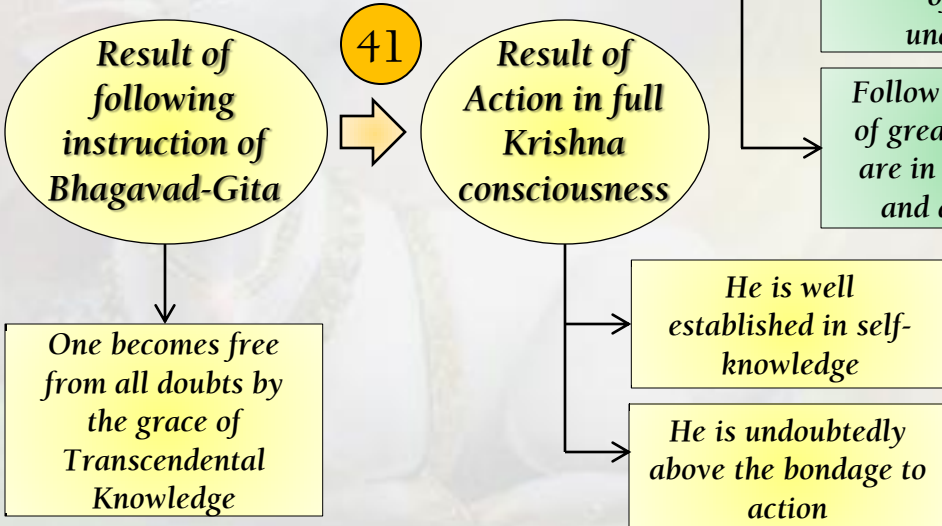 Result of
following
instruction of
Bhagavad-Gita
41
Result of
Action in full
Krishna
consciousness
Follow
are in
and
He is well
established in self-
knowledge
He is undoubtedly
above the bondage to
action
One becomes free
from all doubts by
the grace of
Transcendental
Knowledge